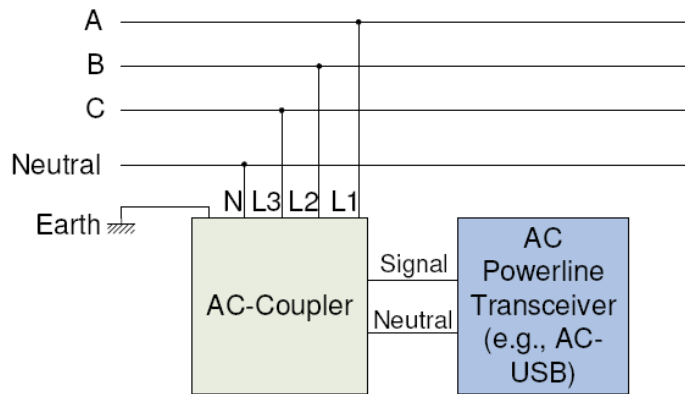 A
B
C
Neutral
N L3 L2 L1
Earth
AC-Coupler
Signal
Neutral
AC
Powerline
Transceiver
(e.g., AC-
USB)